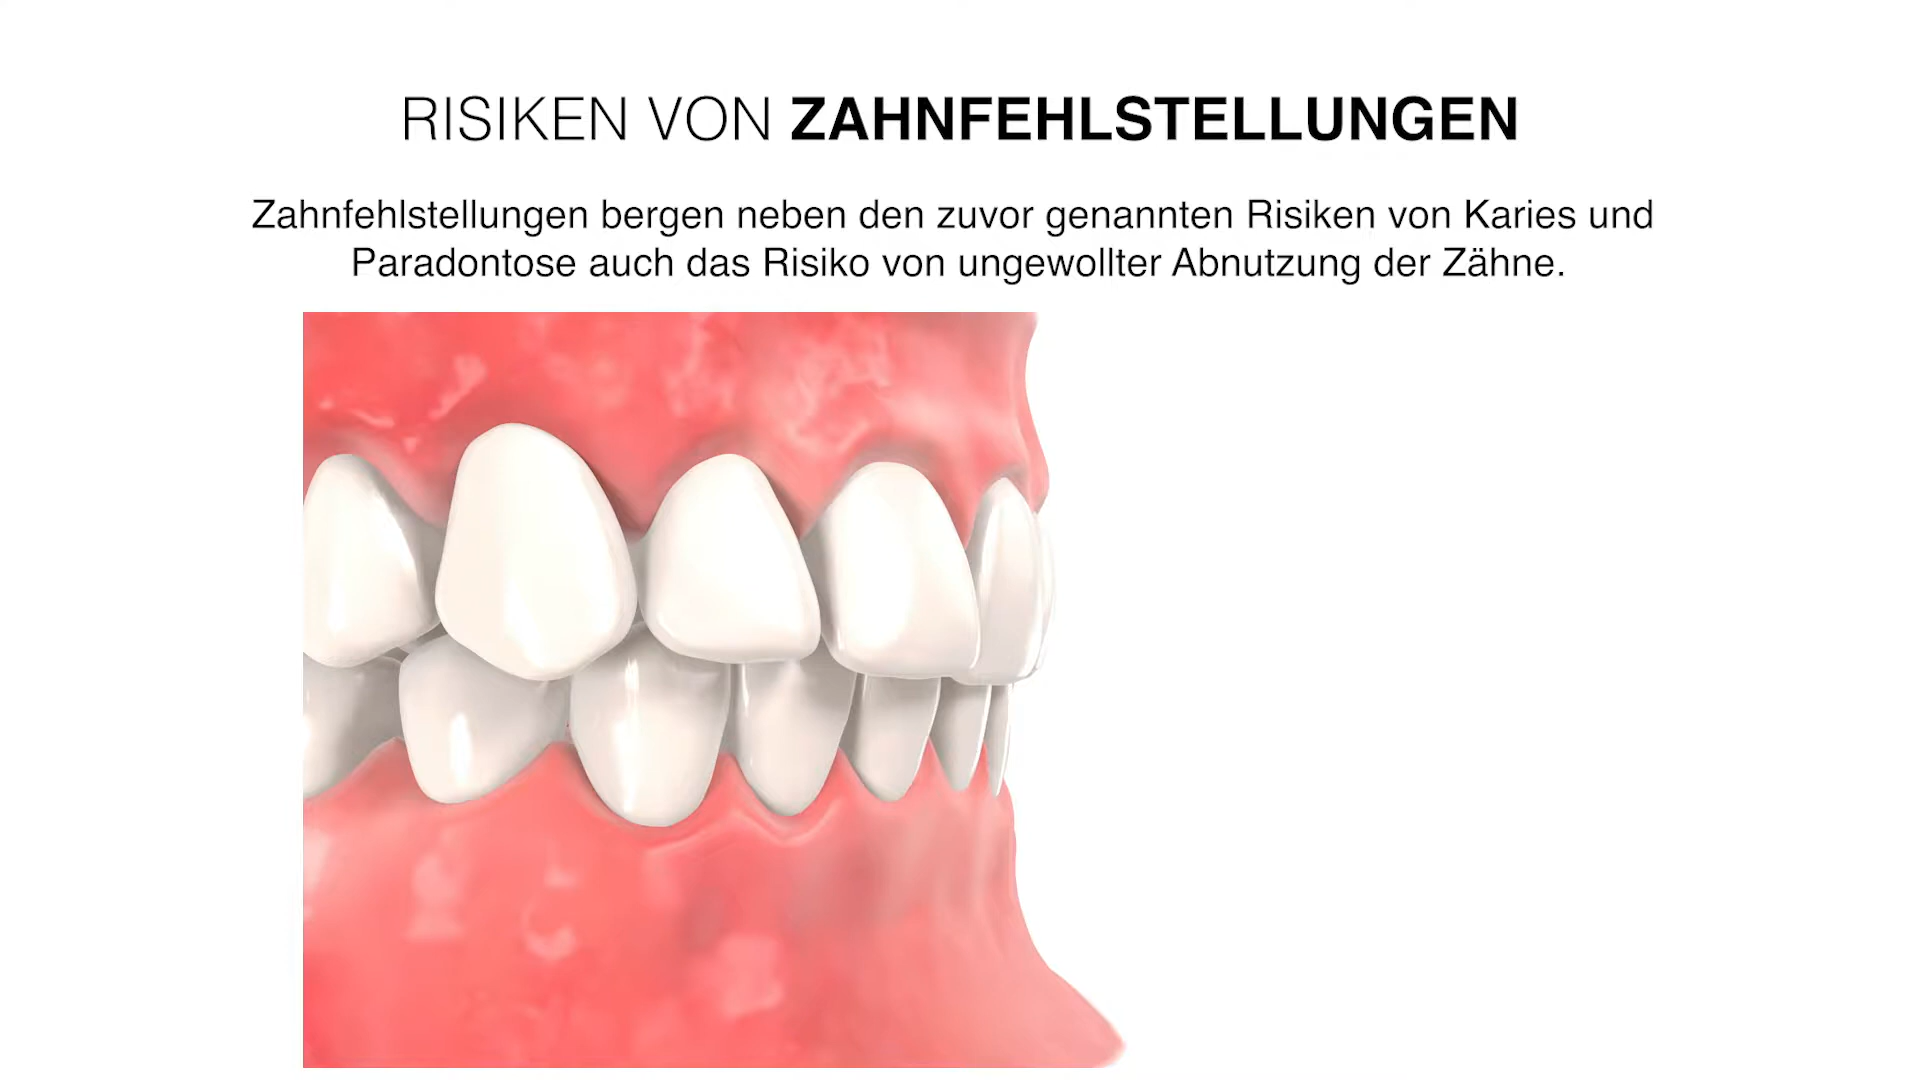 RISIKEN VON ZAHNFEHLSTELLUNGEN
Zahnfehlstellungen bergen neben den zuvor genannten Risiken von Karies und
Paradontose auch das Risiko von ungewollter Abnutzung der Zähne.